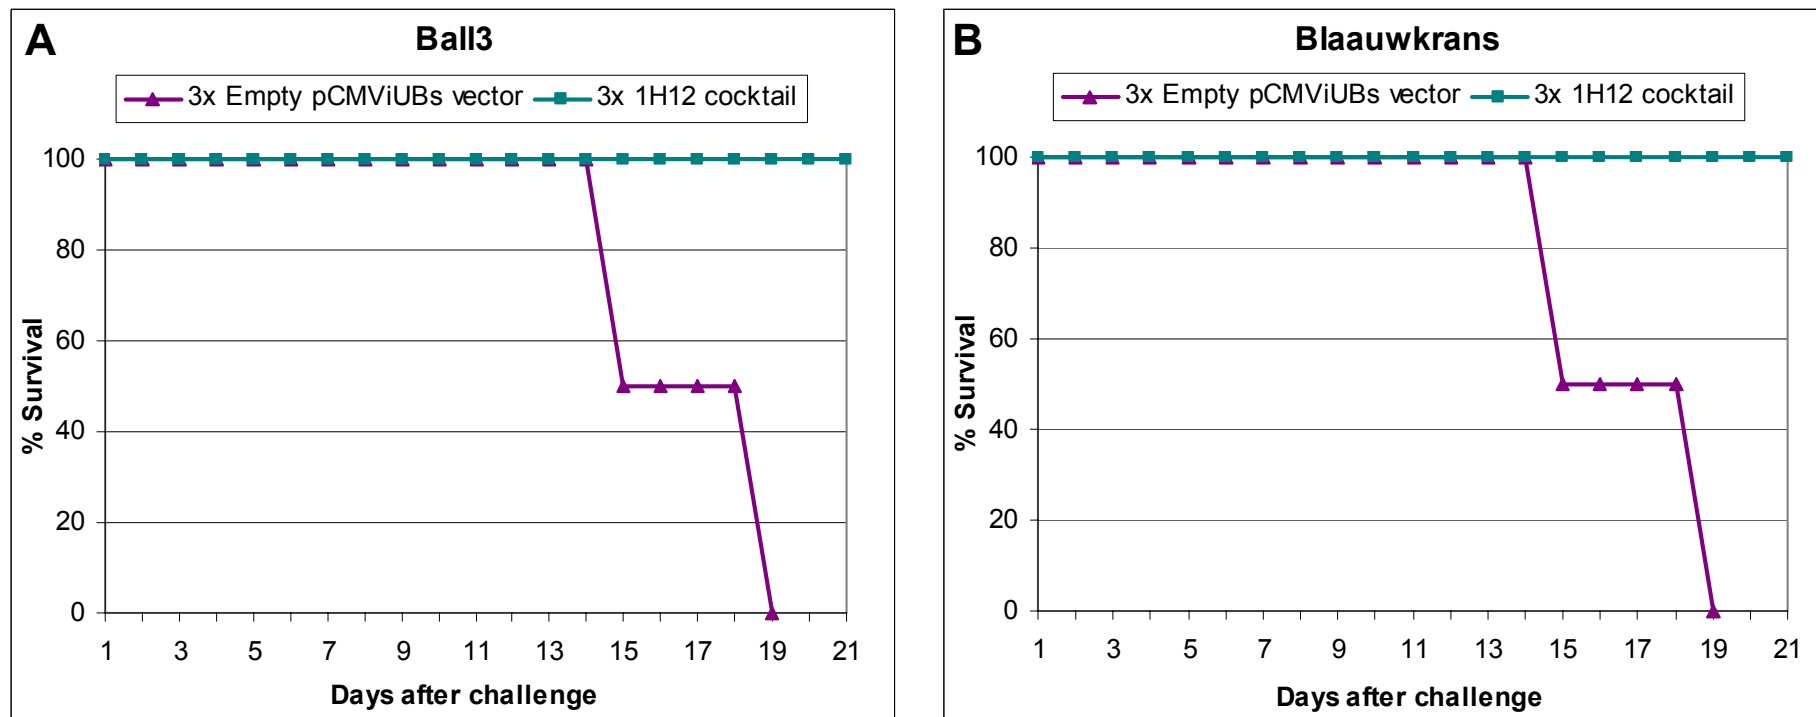 A
Ball3
3x Empty pCMViUBs vector 3x 1H12 cocktail
100
80
60
40
20
0
% Survival
1 3 5 7 9 11 13 15 17 19 21
Days after challenge
B
Blaauwkrans
3x Empty pCMViUBs vector 3x 1H12 cocktail
100
80
60
40
20
0
% Survival
1 3 5 7 9 11 13 15 17 19 21
Days after challenge